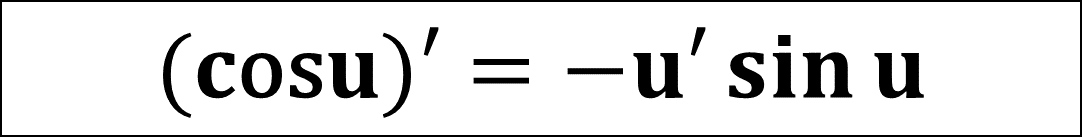 (cosu)′ = −u′ sin u